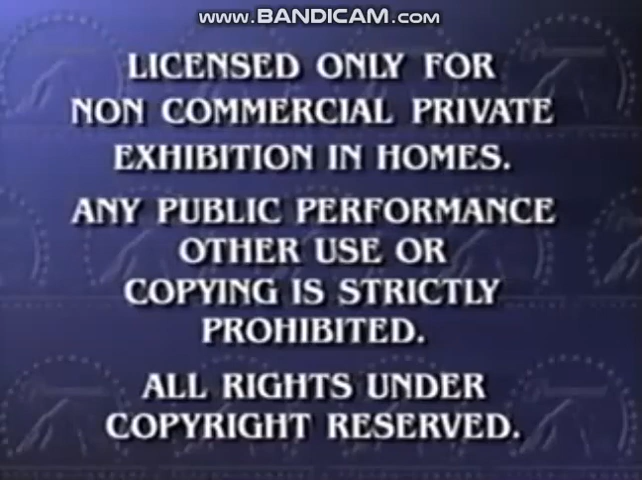 www.BANDICAM.com
LICENSED ONLY FOR
NON COMMERCIAL PRIVATE
EXHIBITION IN HOMES.
ANY PUBLIC PERFORMANCE
OTHER USE OR
COPYING IS STRICTLY
PROHIBITED.
ALL RIGHTS UNDER
COPYRIGHT RESERVED.